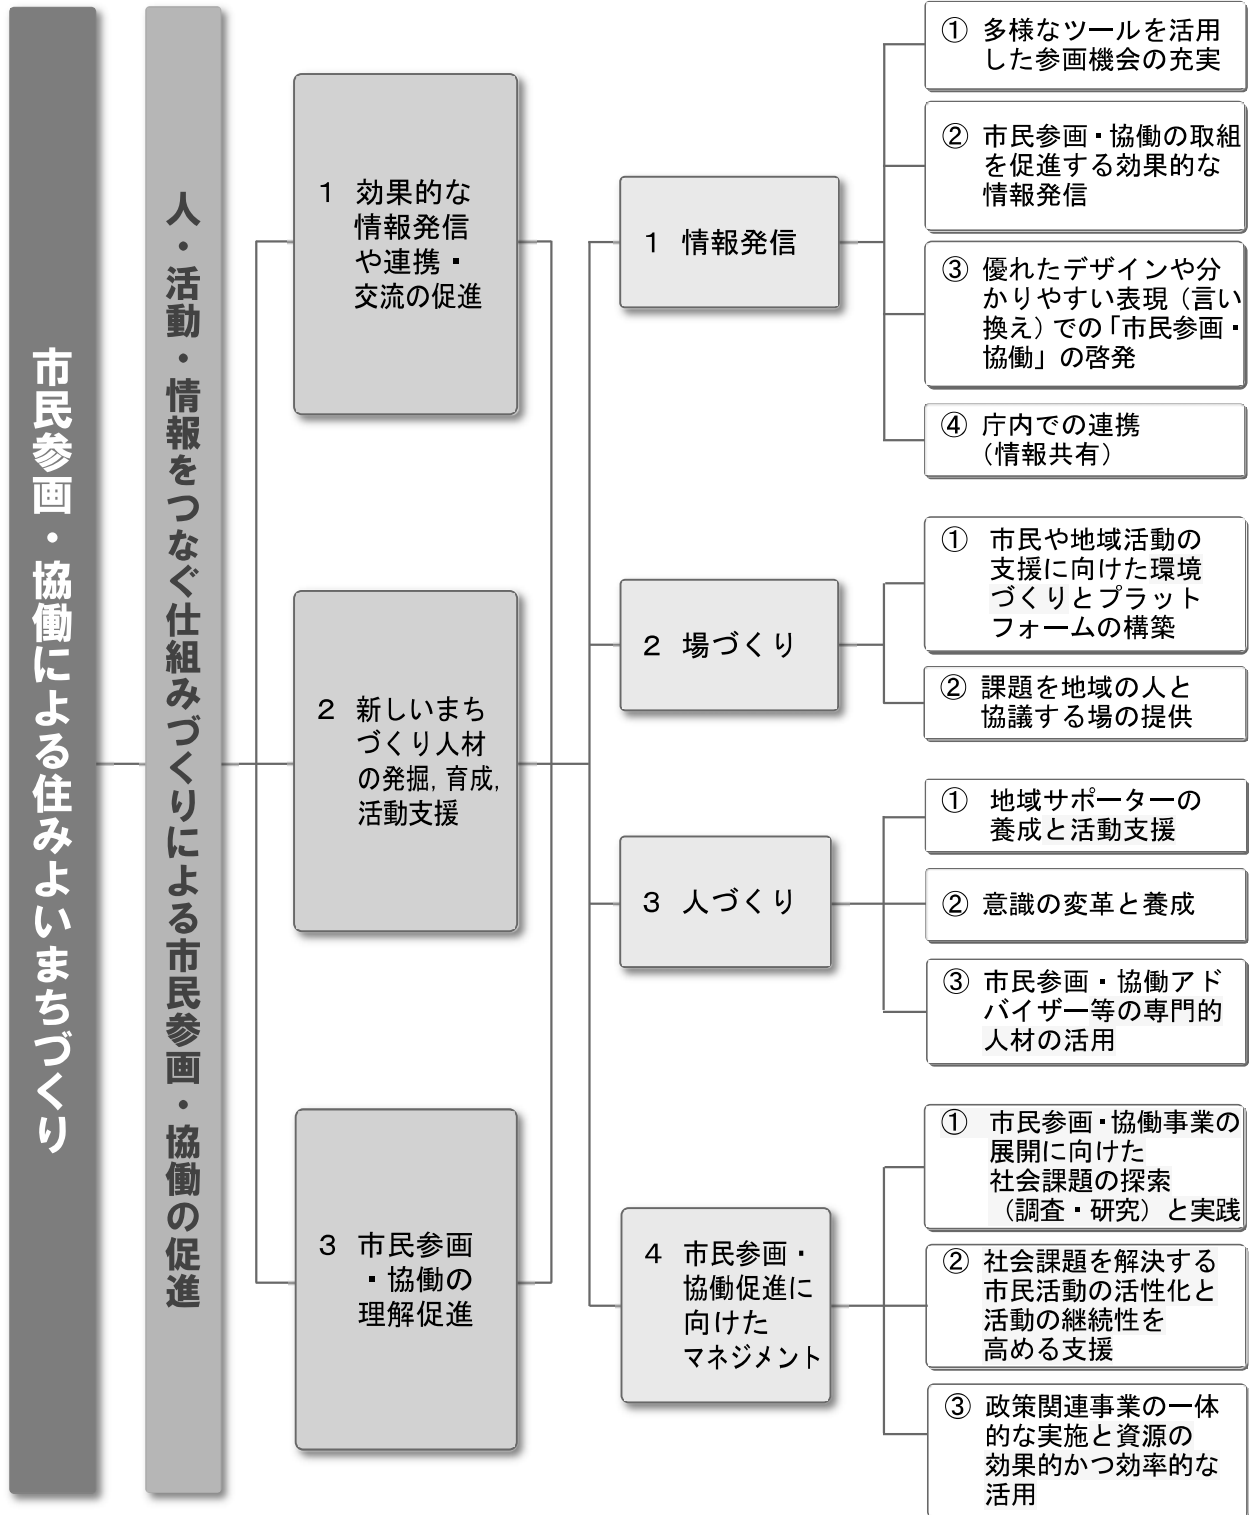 市民参画・協働による住みよいまちづくり
人・活動・情報をつなぐ仕組みづくりによる市民参画・協働の促進
1 効果的な
情報発信
や連携・
交流の促進
2 新しいまち
づくり人材
の発掘,育成,
活動支援
3 市民参画
・協働の
理解促進
1 情報発信
① 多様なツールを活用
した参画機会の充実
② 市民参画・協働の取組
を促進する効果的な
情報発信
③ 優れたデザインや分
かりやすい表現（言い
換え）での「市民参画・
協働」の啓発
④ 庁内での連携
（情報共有）
2 場づくり
① 市民や地域活動の
支援に向けた環境
づくりとプラット
フォームの構築
② 課題を地域の人と
協議する場の提供
3 人づくり
① 地域サポーターの
養成と活動支援
② 意識の変革と養成
③ 市民参画・協働アド
バイザー等の専門的
人材の活用
4 市民参画・
協働促進に
向けた
マネジメント
① 市民参画・協働事業の
展開に向けた
社会課題の探索
（調査・研究）と実践
② 社会課題を解決する
市民活動の活性化と
活動の継続性を
高める支援
③ 政策関連事業の一体
的な実施と資源の
効果的かつ効率的な
活用